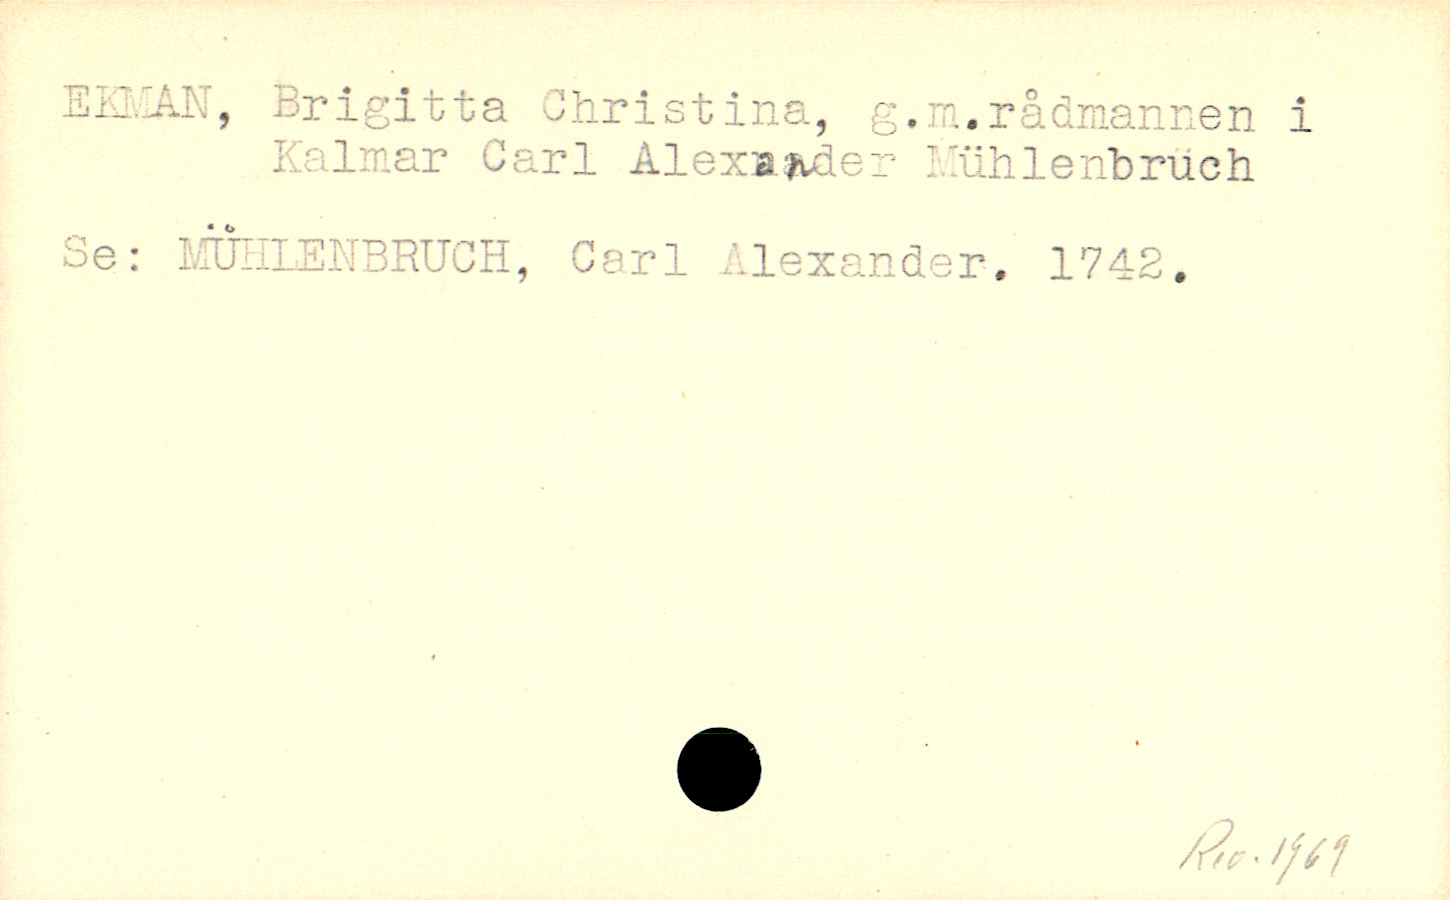 EKMAN, Brigitta Christina, g.m.rådmannen i
Kalmar Carl Alexander Mühlenbrüch
Se: MÜHLENBRUCH, Carl Alexander. 1742.
Rev. 1969